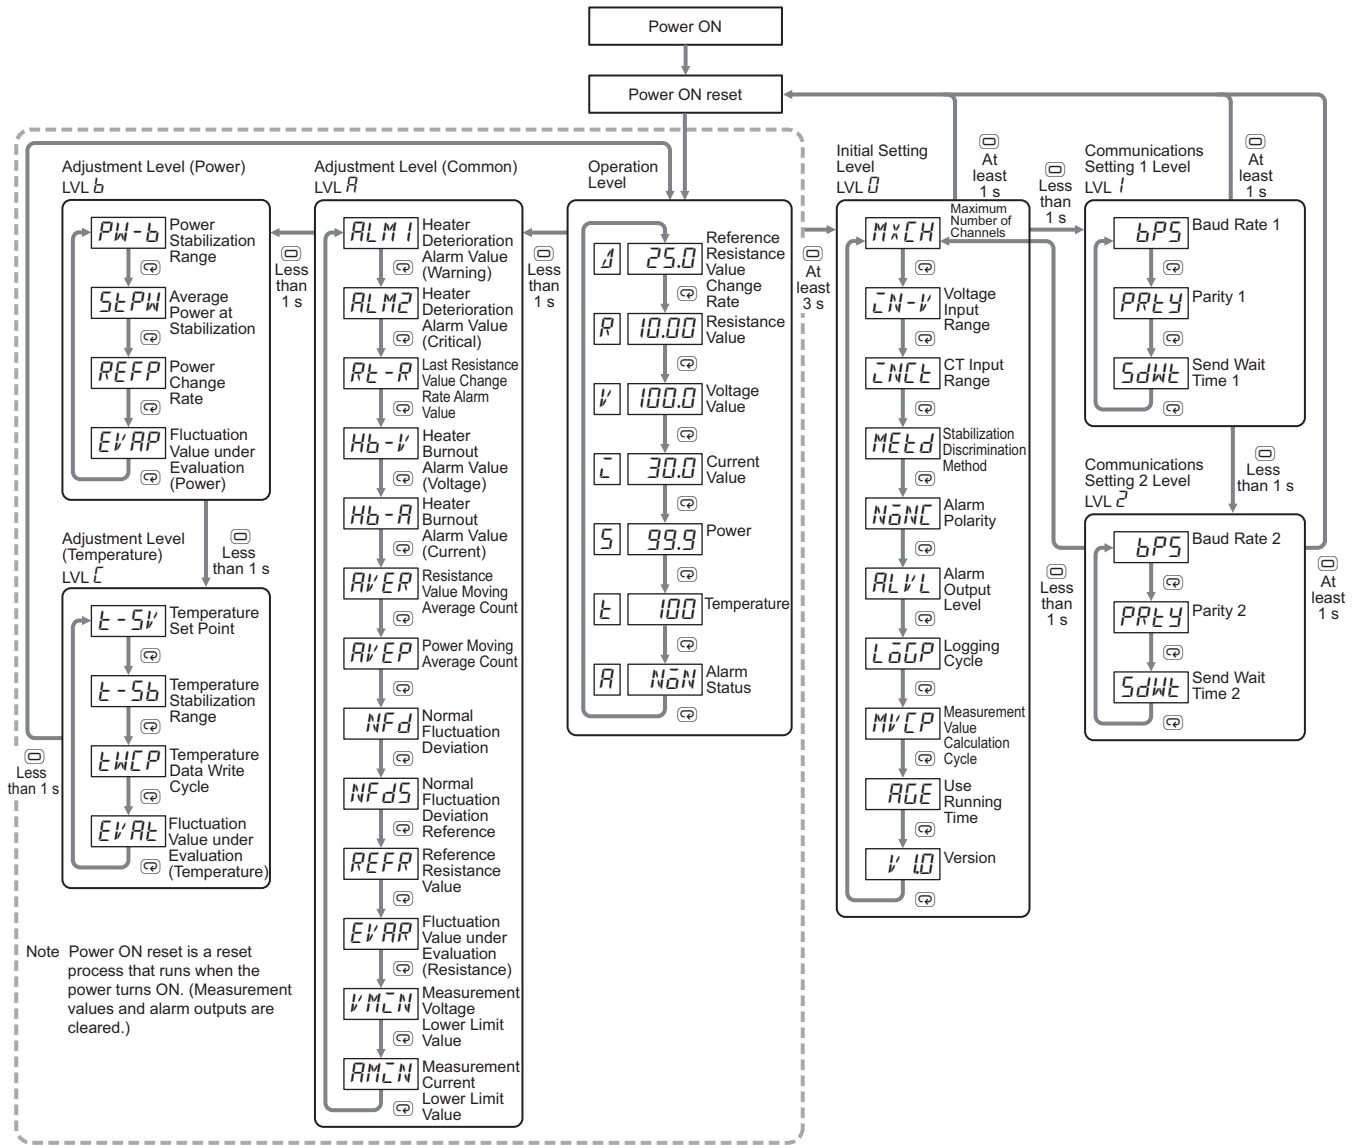 Power ON
Power ON reset
Adjustment Level (Power)
LVL b
PW-b
Power
Stabilization
Range
StPW
Average
Power at
Stabilization
REFP
Power
Change
Rate
EVAP
Fluctuation
Value under
Evaluation
(Power)
Less
than
1 s
Less
than 1 s
Adjustment Level
(Temperature)
LVL C
t-SV
Temperature
Set Point
t-Sb
Temperature
Stabilization
Range
tWCP
Temperature
Data Write
Cycle
EVAt
Fluctuation
Value under
Evaluation
(Temperature)
Less
than 1 s
Note Power ON reset is a reset
process that runs when the
power turns ON. (Measurement
values and alarm outputs are
cleared.)
Adjustment Level (Common)
LVL A
ALM1
Heater
Deterioration
Alarm Value
(Warning)
ALM2
Heater
Deterioration
Alarm Value
(Critical)
Rt-R
Last Resistance
Value Change
Rate Alarm
Value
Hb-V
Heater
Burnout
Alarm Value
(Voltage)
Hb-A
Heater
Burnout
Alarm Value
(Current)
AVER
Resistance
Value Moving
Average Count
AVEP
Power Moving
Average Count
NFd
Normal
Fluctuation
Deviation
NFdS
Normal
Fluctuation
Deviation
Reference
REFR
Reference
Resistance
Value
EVAR
Fluctuation
Value under
Evaluation
(Resistance)
VMIN
Measurement
Voltage
Lower Limit
Value
AMIN
Measurement
Current
Lower Limit
Value
Less
than
1 s
Operation
Level
Δ 25.0
Reference
Resistance
Value
Change
Rate
R 10.00
Resistance
Value
V 100.0
Voltage
Value
I 30.0
Current
Value
S 99.9
Power
t 100
Temperature
A NON
Alarm
Status
At
least
3 s
Initial Setting
Level
LVL 0
MXCH
Maximum
Number of
Channels
IN-V
Voltage
Input
Range
INCt
CT Input
Range
MEtd
Stabilization
Discrimination
Method
NONC
Alarm
Polarity
ALVL
Alarm
Output
Level
LOGP
Logging
Cycle
MVCP
Measurement
Value
Calculation
Cycle
AGE
Use
Running
Time
V 1.0
Version
At
least
1 s
Less
than
1 s
Communications
Setting 1 Level
LVL 1
bPS
Baud Rate 1
PRtY
Parity 1
SdWt
Send Wait
Time 1
At
least
1 s
Less
than 1 s
Communications
Setting 2 Level
LVL 2
bPS
Baud Rate 2
PRtY
Parity 2
SdWt
Send Wait
Time 2
Less
than
1 s
At
least
1 s